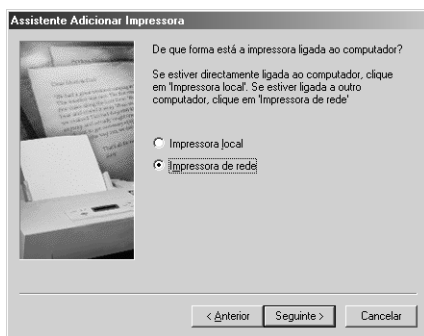 Assistente Adicionar Impressora
De que forma está a impressora ligada ao computador?
Se estiver directamente ligada ao computador, clique
em 'Impressora local'. Se estiver ligada a outro
computador, clique em 'Impressora de rede'
Impressora local
Impressora de rede
< Anterior Seguinte > Cancelar